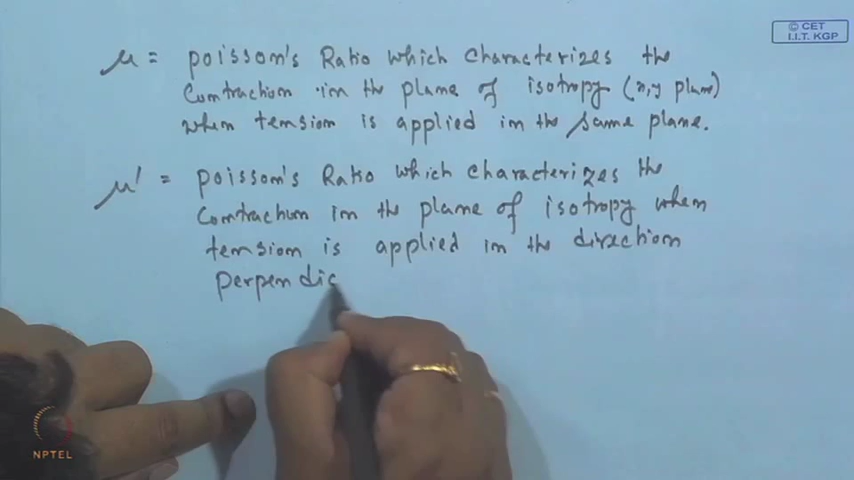 © CET
I.I.T. KGP
μ = poissom's Ratio which characterizes the
Contraction in the plane of isotropy (x,y plane)
when tension is applied in the same plane.
μ' = poissom's Ratio which characterizes the
Contraction in the plane of isotropy when
tension is applied in the direction
perpendic
NPTEL